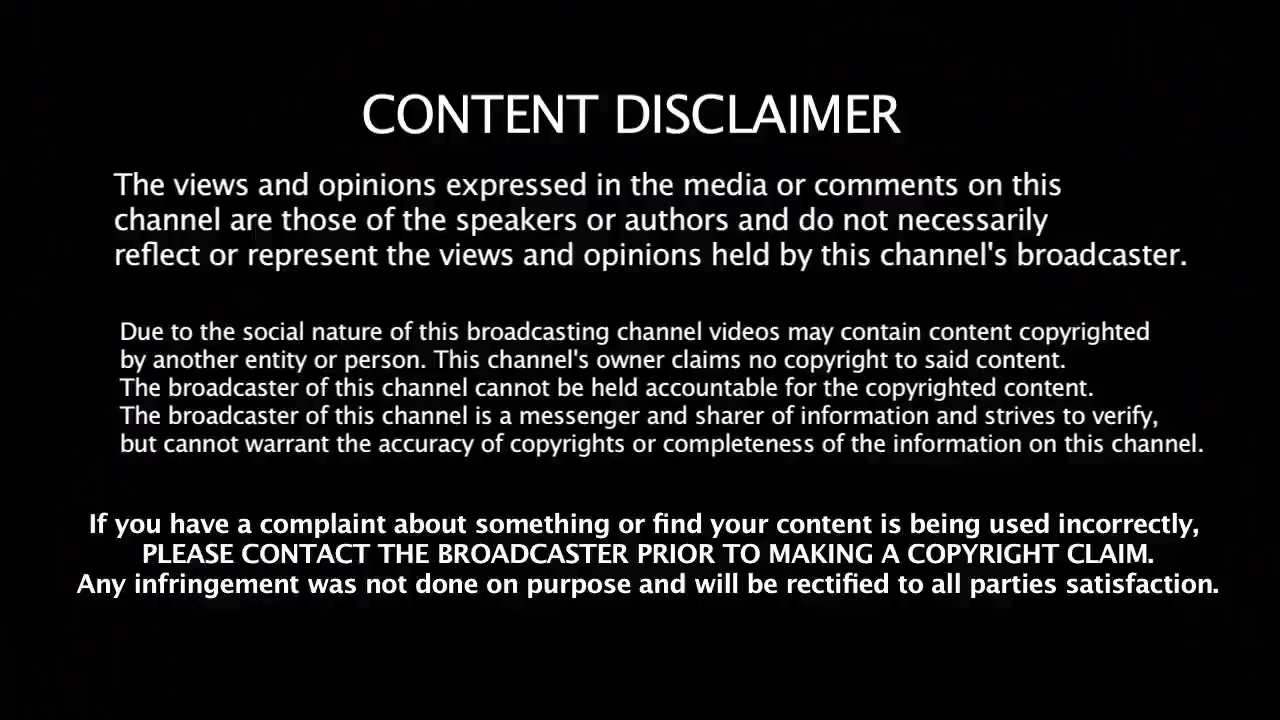 CONTENT DISCLAIMER
The views and opinions expressed in the media or comments on this
channel are those of the speakers or authors and do not necessarily
reflect or represent the views and opinions held by this channel's broadcaster.
Due to the social nature of this broadcasting channel videos may contain content copyrighted
by another entity or person. This channel's owner claims no copyright to said content.
The broadcaster of this channel cannot be held accountable for the copyrighted content.
The broadcaster of this channel is a messenger and sharer of information and strives to verify,
but cannot warrant the accuracy of copyrights or completeness of the information on this channel.
If you have a complaint about something or find your content is being used incorrectly,
PLEASE CONTACT THE BROADCASTER PRIOR TO MAKING A COPYRIGHT CLAIM.
Any infringement was not done on purpose and will be rectified to all parties satisfaction.